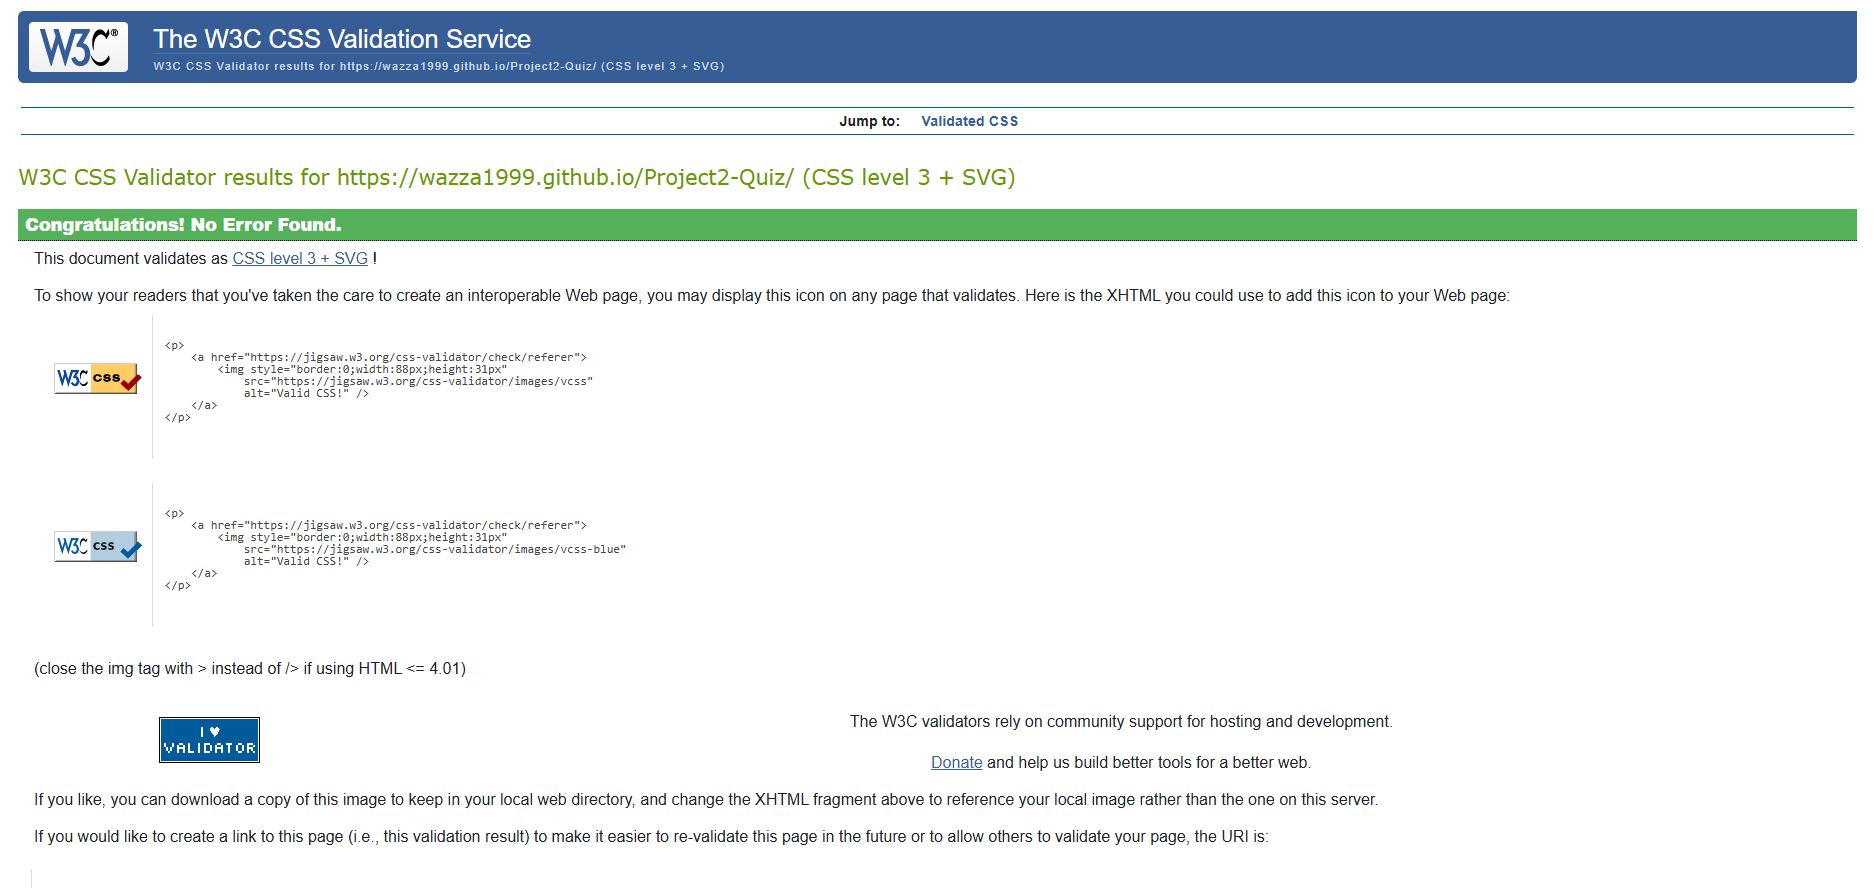 W3C®
The W3C CSS Validation Service
W3C CSS Validator results for https://wazza1999.github.io/Project2-Quiz/ (CSS level 3 + SVG)
Jump to: Validated CSS
W3C CSS Validator results for https://wazza1999.github.io/Project2-Quiz/ (CSS level 3 + SVG)
Congratulations! No Error Found.
This document validates as CSS level 3 + SVG !
To show your readers that you've taken the care to create an interoperable Web page, you may display this icon on any page that validates. Here is the XHTML you could use to add this icon to your Web page:
W3C css
<p>
<a href="https://jigsaw.w3.org/css-validator/check/referer">
<img style="border:0;width:88px;height:31px"
src="https://jigsaw.w3.org/css-validator/images/vcss"
alt="Valid CSS!" />
</a>
</p>
W3C css
<p>
<a href="https://jigsaw.w3.org/css-validator/check/referer">
<img style="border:0;width:88px;height:31px"
src="https://jigsaw.w3.org/css-validator/images/vcss-blue"
alt="Valid CSS!" />
</a>
</p>
(close the img tag with > instead of /> if using HTML <= 4.01)
I ♥
VALIDATOR
The W3C validators rely on community support for hosting and development.
Donate and help us build better tools for a better web.
If you like, you can download a copy of this image to keep in your local web directory, and change the XHTML fragment above to reference your local image rather than the one on this server.
If you would like to create a link to this page (i.e., this validation result) to make it easier to re-validate this page in the future or to allow others to validate your page, the URI is: